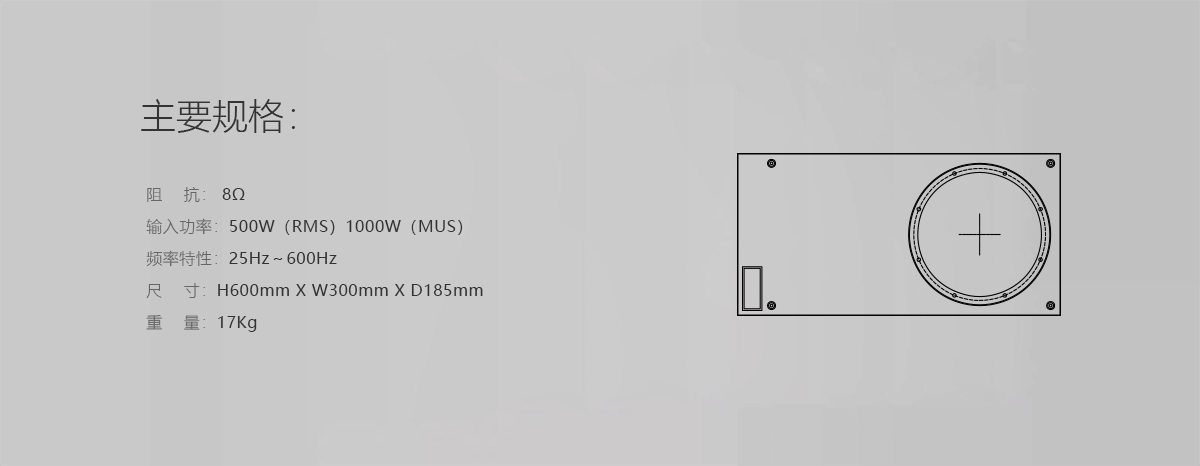 主要规格：
阻　抗： 8Ω
输入功率：500W（RMS）1000W（MUS）
频率特性：25Hz～600Hz
尺　寸：H600mm X W300mm X D185mm
重　量：17Kg